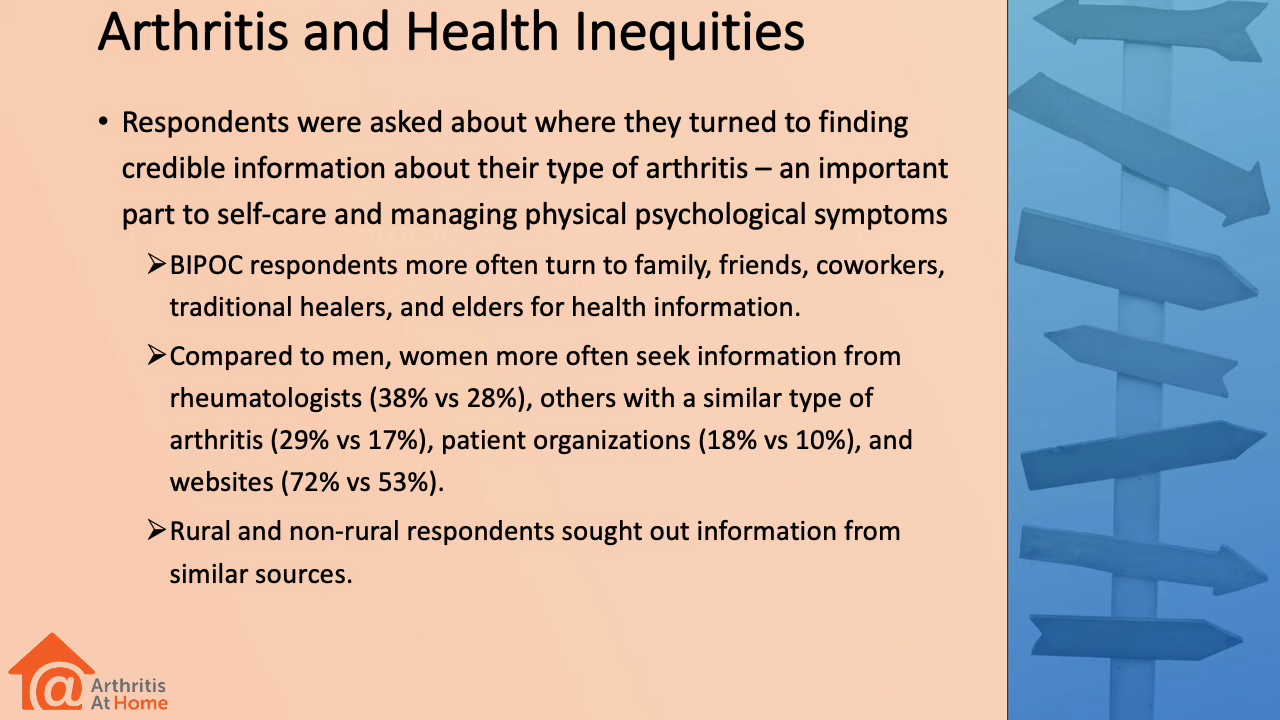 Arthritis and Health Inequities
• Respondents were asked about where they turned to finding
credible information about their type of arthritis – an important
part to self-care and managing physical psychological symptoms
➢BIPOC respondents more often turn to family, friends, coworkers,
traditional healers, and elders for health information.
➢Compared to men, women more often seek information from
rheumatologists (38% vs 28%), others with a similar type of
arthritis (29% vs 17%), patient organizations (18% vs 10%), and
websites (72% vs 53%).
➢Rural and non-rural respondents sought out information from
similar sources.
@
Arthritis
At Home